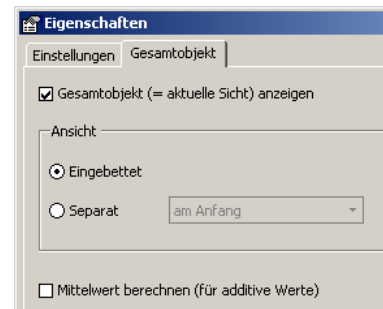 Eigenschaften
Einstellungen Gesamtobjekt
Gesamtobjekt (= aktuelle Sicht) anzeigen
Ansicht
Eingebettet
Separat am Anfang
Mittelwert berechnen (für additive Werte)